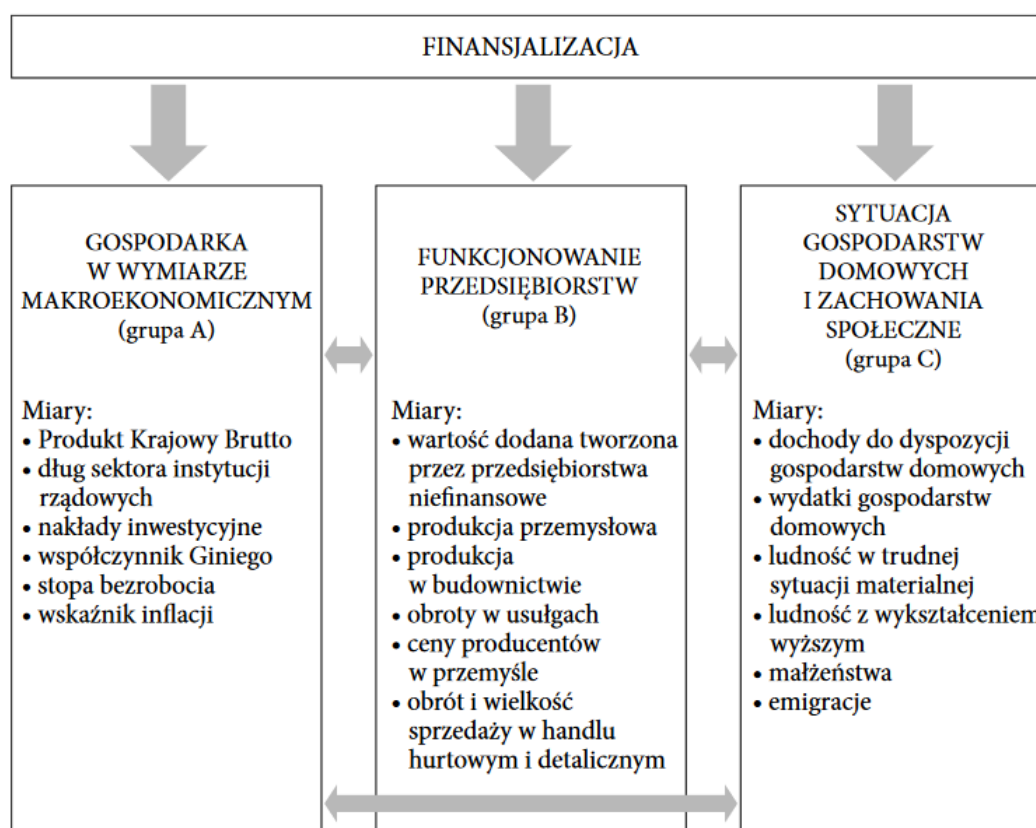 FINANSJALIZACJA
GOSPODARKA
W WYMIARZE
MAKROEKONOMICZNYM
(grupa A)
Miary:
• Produkt Krajowy Brutto
• dług sektora instytucji
rządowych
• nakłady inwestycyjne
• współczynnik Giniego
• stopa bezrobocia
• wskaźnik inflacji
FUNKCJONOWANIE
PRZEDSIĘBIORSTW
(grupa B)
Miary:
• wartość dodana tworzona
przez przedsiębiorstwa
niefinansowe
• produkcja przemysłowa
• produkcja
w budownictwie
• obroty w usułgach
• ceny producentów
w przemyśle
• obrót i wielkość
sprzedaży w handlu
hurtowym i detalicznym
SYTUACJA
GOSPODARSTW
DOMOWYCH
I ZACHOWANIA
SPOŁECZNE
(grupa C)
Miary:
• dochody do dyspozycji
gospodarstw domowych
• wydatki gospodarstw
domowych
• ludność w trudnej
sytuacji materialnej
• ludność z wykształceniem
wyższym
• małżeństwa
• emigracje